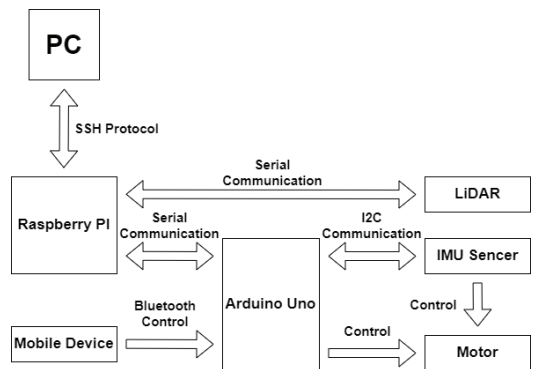 PC
SSH Protocol
Serial
Communication
Raspberry PI
LiDAR
Serial
Communication
I2C
Communication
Arduino Uno
IMU Sencer
Bluetooth
Control
Control
Control
Mobile Device
Motor